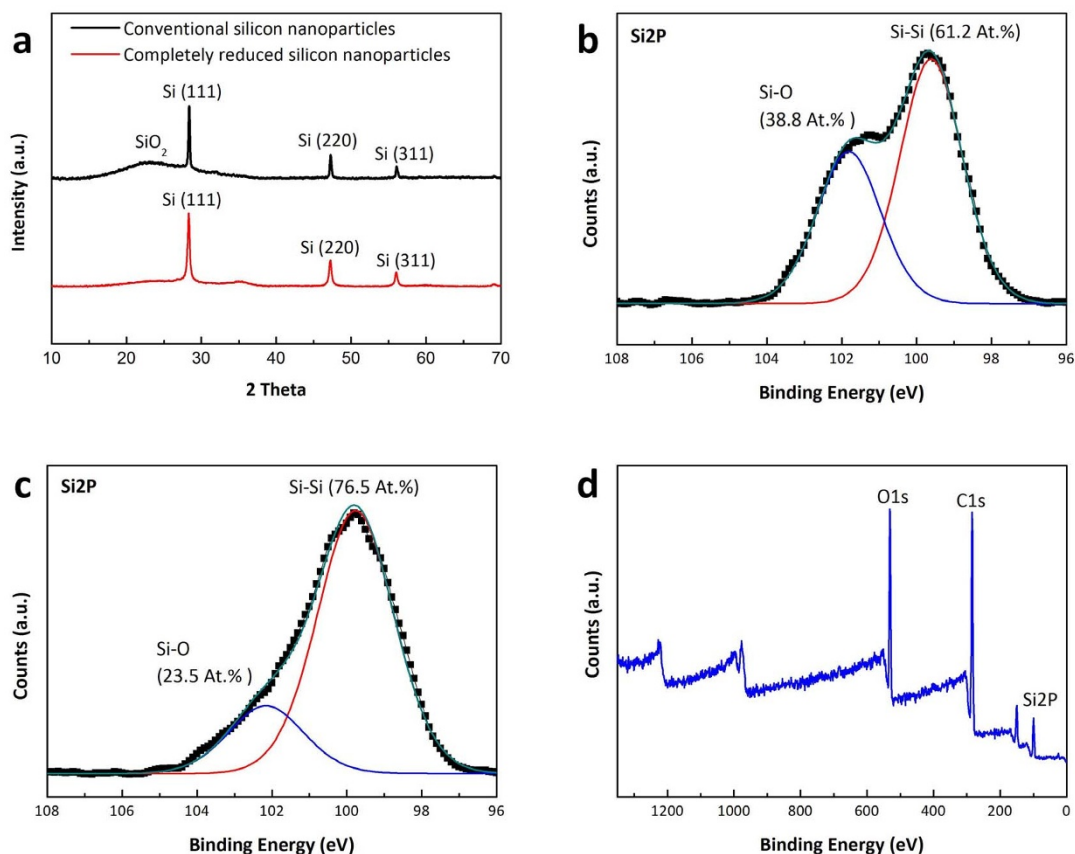 a
Conventional silicon nanoparticles
Completely reduced silicon nanoparticles
Si (111)
SiO2
Si (220)
Si (311)
Si (111)
Si (220)
Si (311)
Intensity (a.u.)
10 20 30 40 50 60 70
2 Theta
b
Si2P
Si-Si (61.2 At.%)
Si-O
(38.8 At.% )
Counts (a.u.)
108 106 104 102 100 98 96
Binding Energy (eV)
c
Si2P
Si-Si (76.5 At.%)
Si-O
(23.5 At.% )
Counts (a.u.)
108 106 104 102 100 98 96
Binding Energy (eV)
d
O1s
C1s
Si2P
Counts (a.u.)
1200 1000 800 600 400 200 0
Binding Energy (eV)